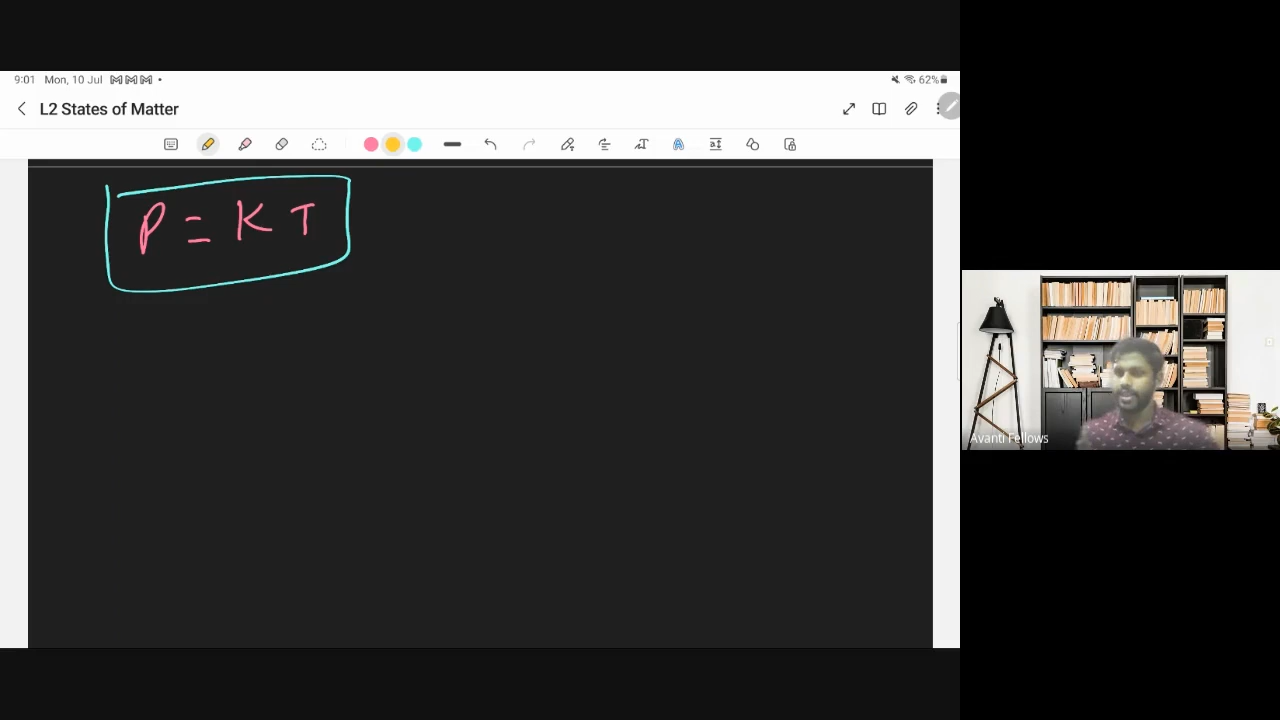 9:01 Mon, 10 Jul
62%
L2 States of Matter
P = K T
Avanti Fellows